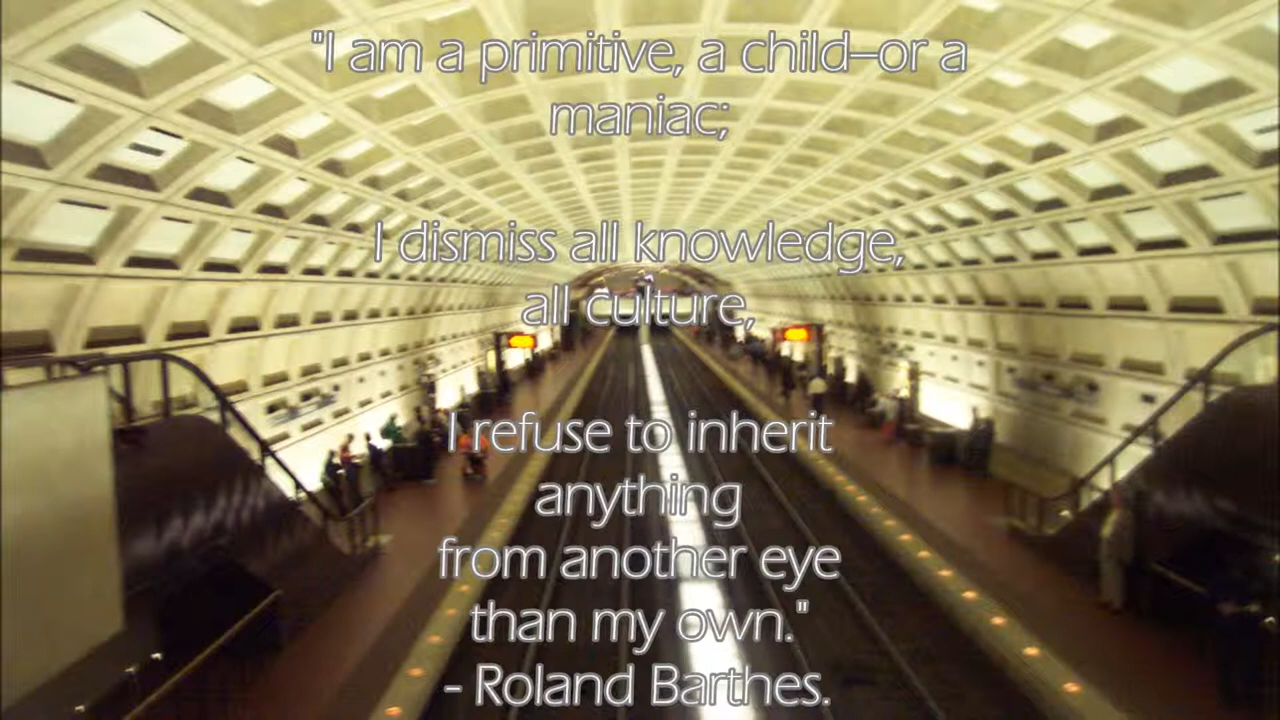 "I am a primitive, a child–or a
maniac;
I dismiss all knowledge,
all culture,
I refuse to inherit
anything
from another eye
than my own."
- Roland Barthes.